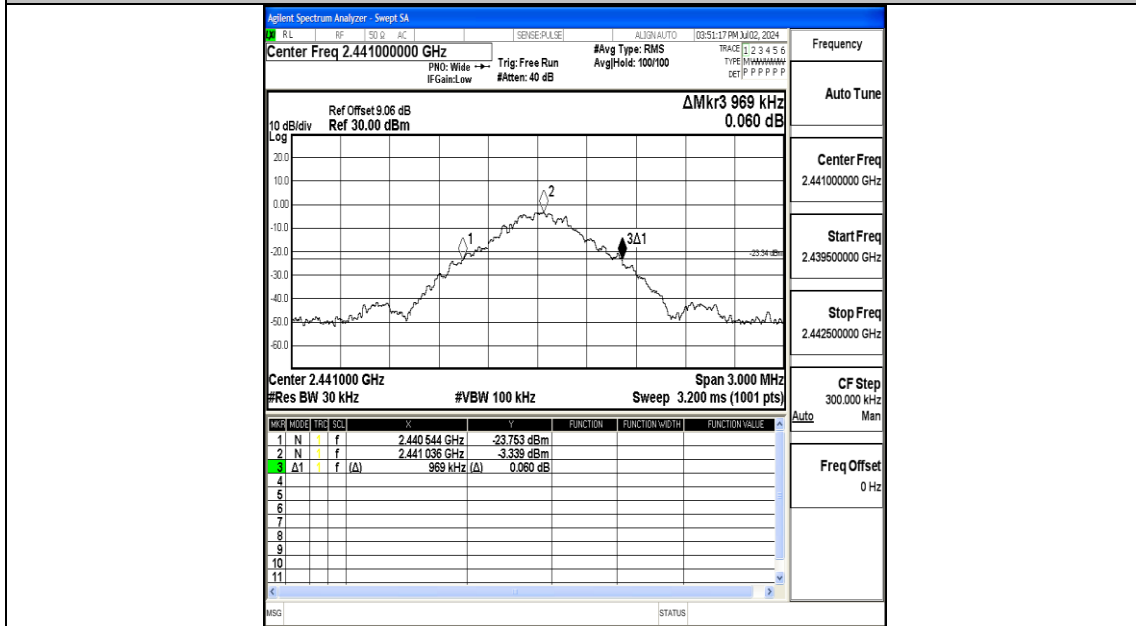 Agilent Spectrum Analyzer - Swept SA
RL RF 50 Ω AC SENSE:PULSE ALIGNAUTO 03:51:17 PM Jul 02, 2024
Center Freq 2.441000000 GHz
PNO: Wide
IFGain:Low
Trig: Free Run
#Atten: 40 dB
#Avg Type: RMS
Avg|Hold: 100/100
TRACE 1 2 3 4 5 6
TYPE
DET P P P P P P
ΔMkr3 969 kHz
0.060 dB
Ref Offset 9.06 dB
Ref 30.00 dBm
10 dB/div
Log
20.0
10.0
0.00
-10.0
-20.0
-30.0
-40.0
-50.0
-60.0
1
2
3Δ1
-23.34 dBm
Center 2.441000 GHz Span 3.000 MHz
#Res BW 30 kHz #VBW 100 kHz Sweep 3.200 ms (1001 pts)
MKR MODE TRC SCL X Y FUNCTION FUNCTION WIDTH FUNCTION VALUE
1 N 1 f 2.440 544 GHz -23.753 dBm
2 N 1 f 2.441 036 GHz -3.339 dBm
3 Δ1 1 f (Δ) 969 kHz (Δ) 0.060 dB
4
5
6
7
8
9
10
11
MSG STATUS
Frequency
Auto Tune
Center Freq
2.441000000 GHz
Start Freq
2.439500000 GHz
Stop Freq
2.442500000 GHz
CF Step
300.000 kHz
Auto Man
Freq Offset
0 Hz